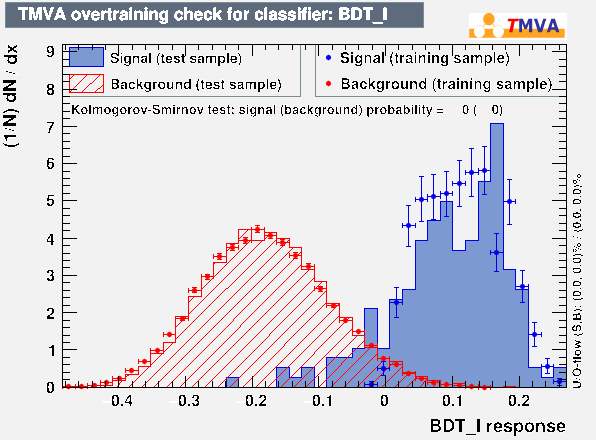 TMVA overtraining check for classifier: BDT_I
TMVA
Signal (test sample)
Background (test sample)
Signal (training sample)
Background (training sample)
Kolmogorov-Smirnov test: signal (background) probability = 0 ( 0)
(1/N) dN / dx
9
8
7
6
5
4
3
2
1
0
−0.4 −0.3 −0.2 −0.1 0 0.1 0.2
BDT_I response
U/O-flow (S,B): (0.0, 0.0)% / (0.0, 0.0)%